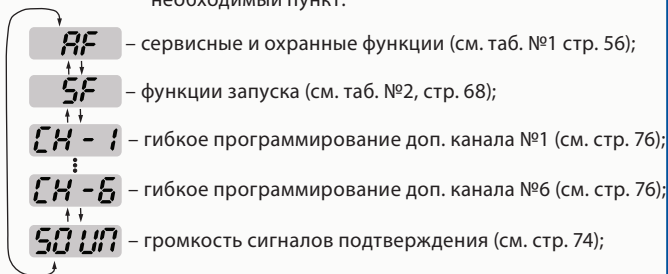 необходимый пункт:
AF – сервисные и охранные функции (см. таб. №1 стр. 56);
SF – функции запуска (см. таб. №2, стр. 68);
CH - 1 – гибкое программирование доп. канала №1 (см. стр. 76);
CH - 6 – гибкое программирование доп. канала №6 (см. стр. 76);
SOUN – громкость сигналов подтверждения (см. стр. 74);